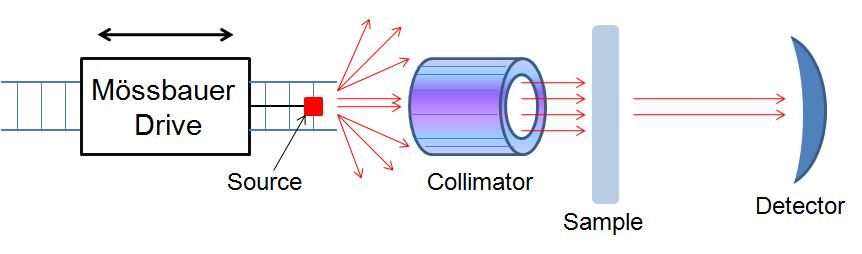 Mössbauer
Drive
Source
Collimator
Sample
Detector